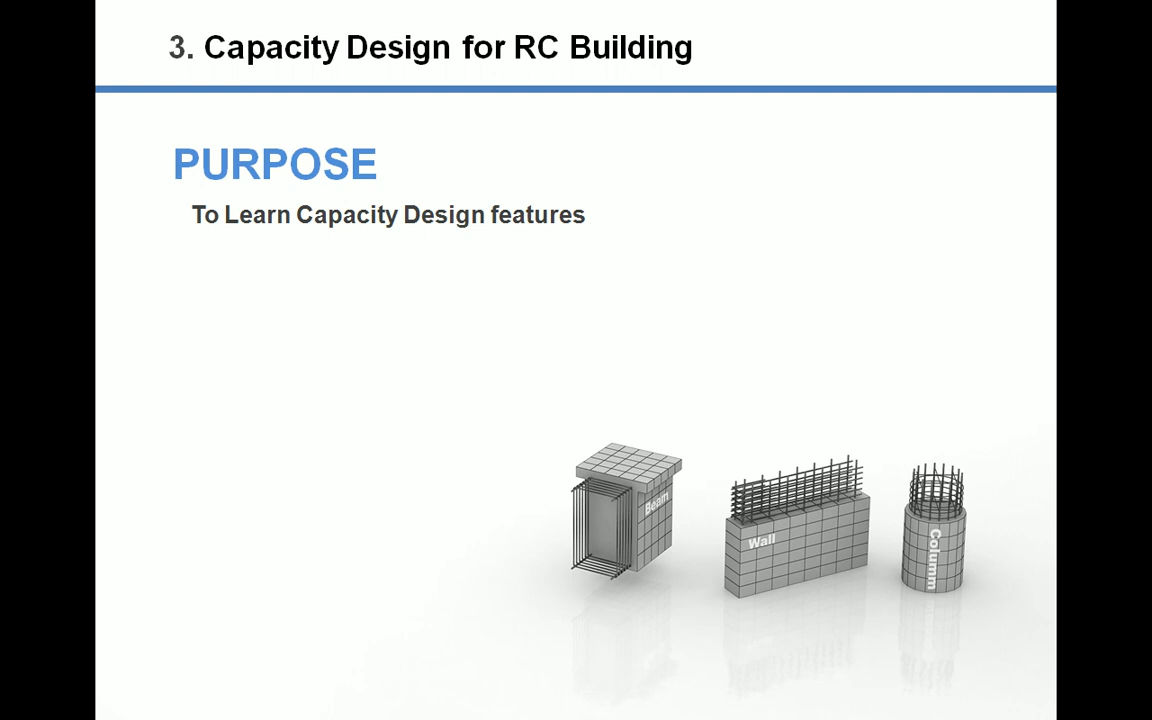 3. Capacity Design for RC Building
PURPOSE
To Learn Capacity Design features
Beam
Wall
Column